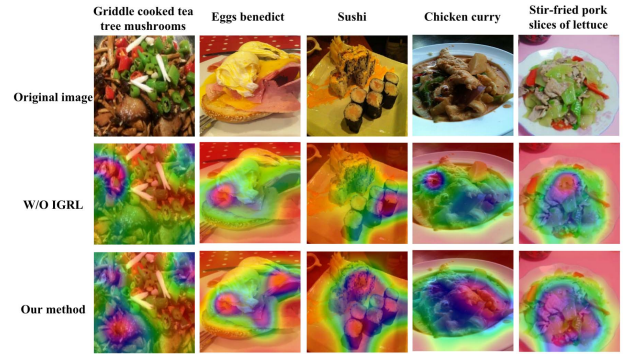 Griddle cooked tea
tree mushrooms
Eggs benedict
Sushi
Chicken curry
Stir-fried pork
slices of lettuce
Original image
W/O IGRL
Our method